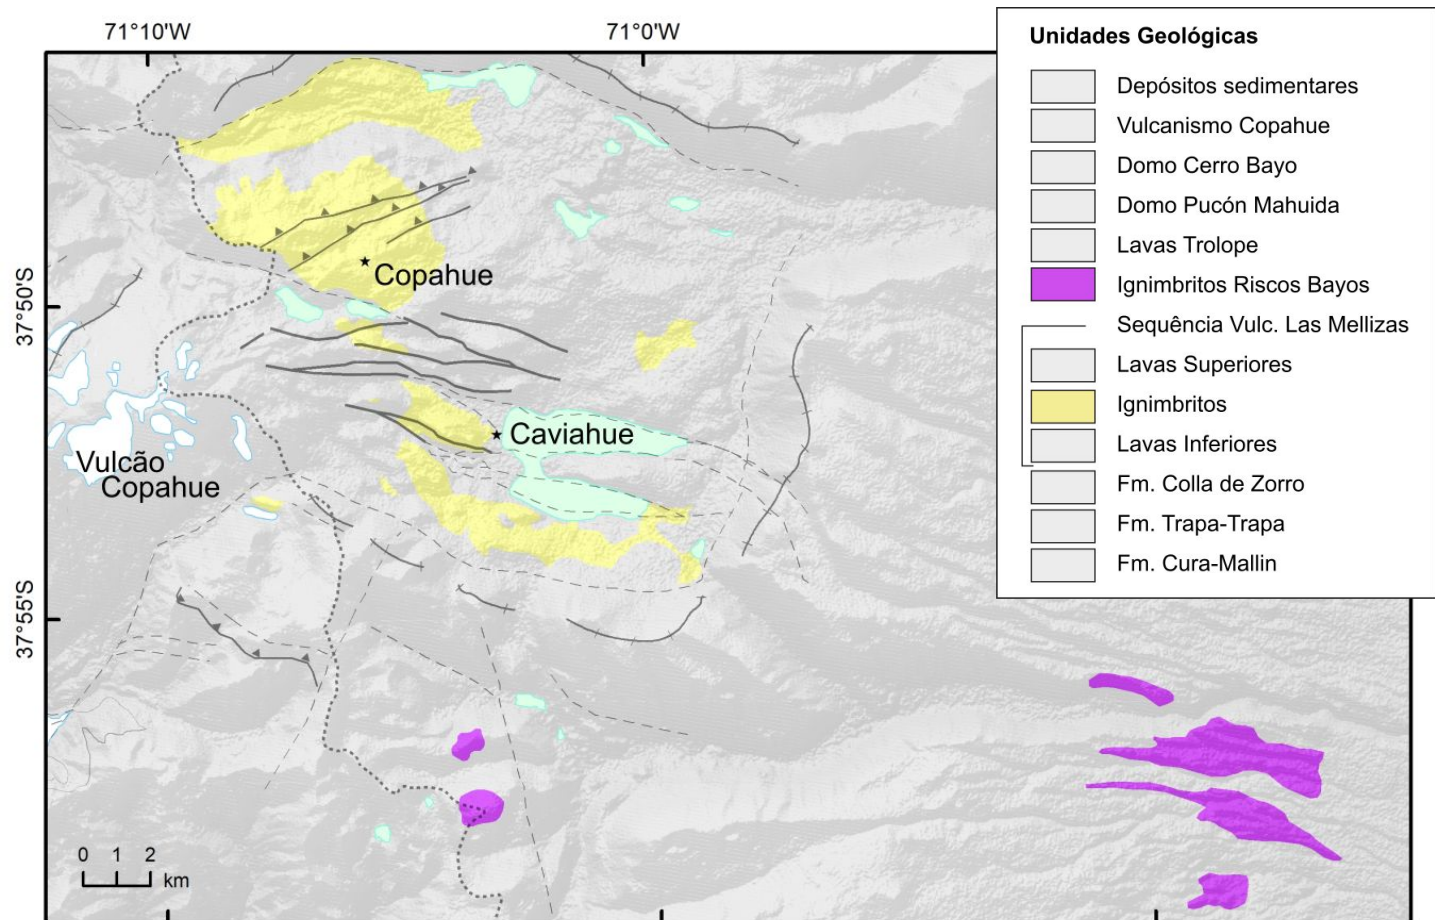 71°10'W
71°0'W
37°50'S
37°55'S
Copahue
Caviahue
Vulcão
Copahue
0 1 2
km
Unidades Geológicas
Depósitos sedimentares
Vulcanismo Copahue
Domo Cerro Bayo
Domo Pucón Mahuida
Lavas Trolope
Ignimbritos Riscos Bayos
Sequência Vulc. Las Mellizas
Lavas Superiores
Ignimbritos
Lavas Inferiores
Fm. Colla de Zorro
Fm. Trapa-Trapa
Fm. Cura-Mallin